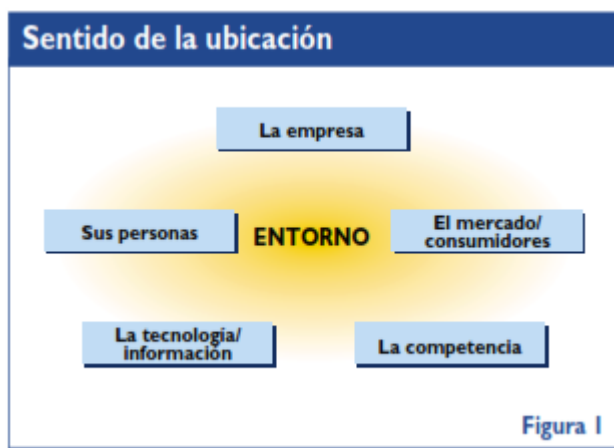 Sentido de la ubicación
La empresa
Sus personas
ENTORNO
El mercado/
consumidores
La tecnología/
información
La competencia
Figura 1